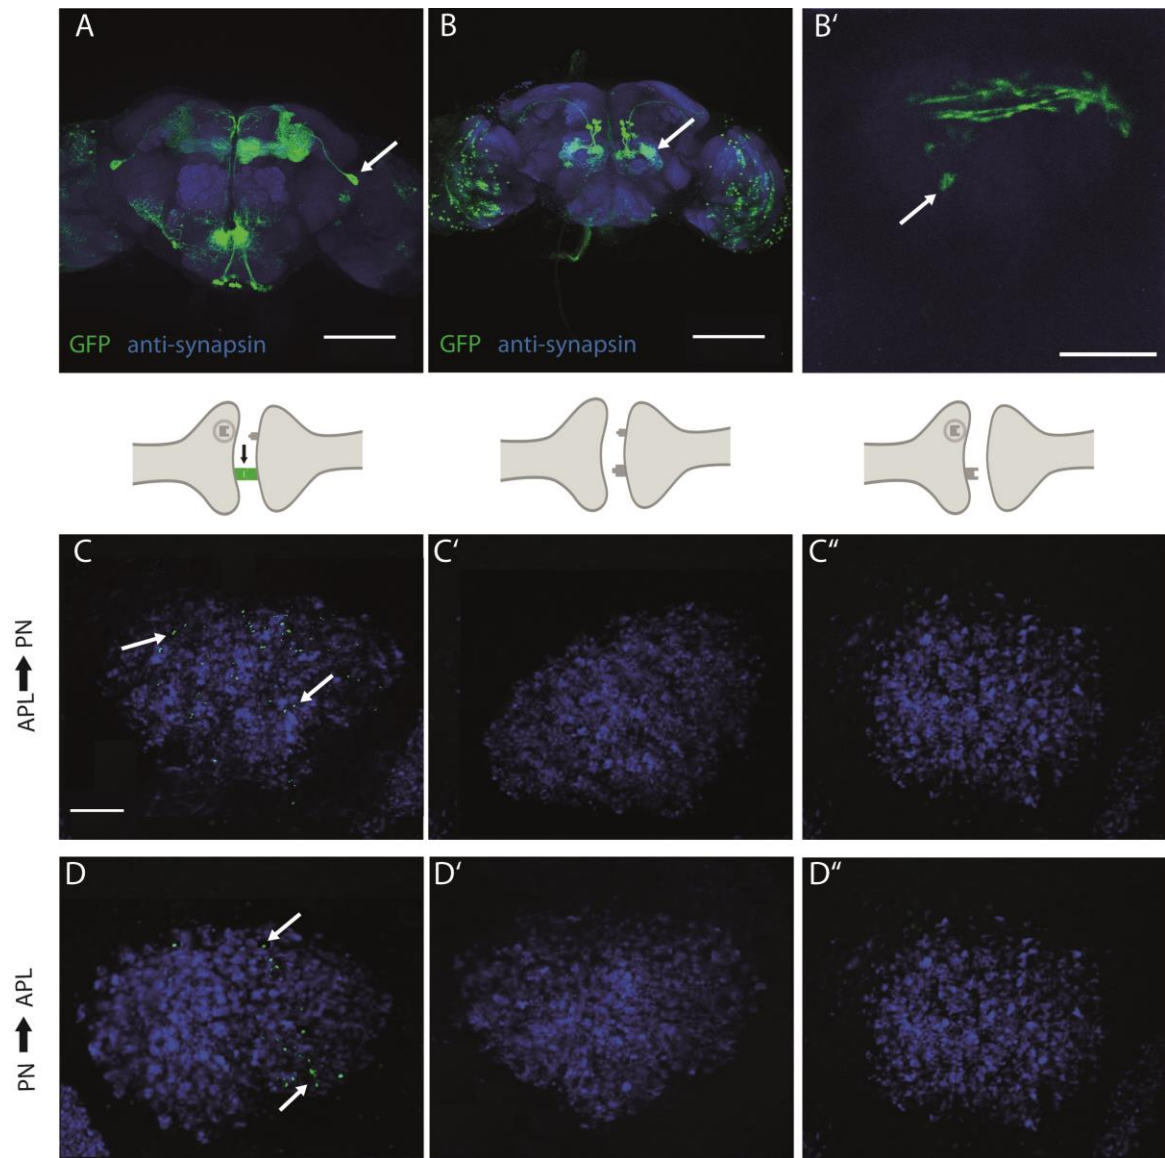 A
B
B'
GFP anti-synapsin
GFP anti-synapsin
APL PN
C
C'
C"
PN APL
D
D'
D"